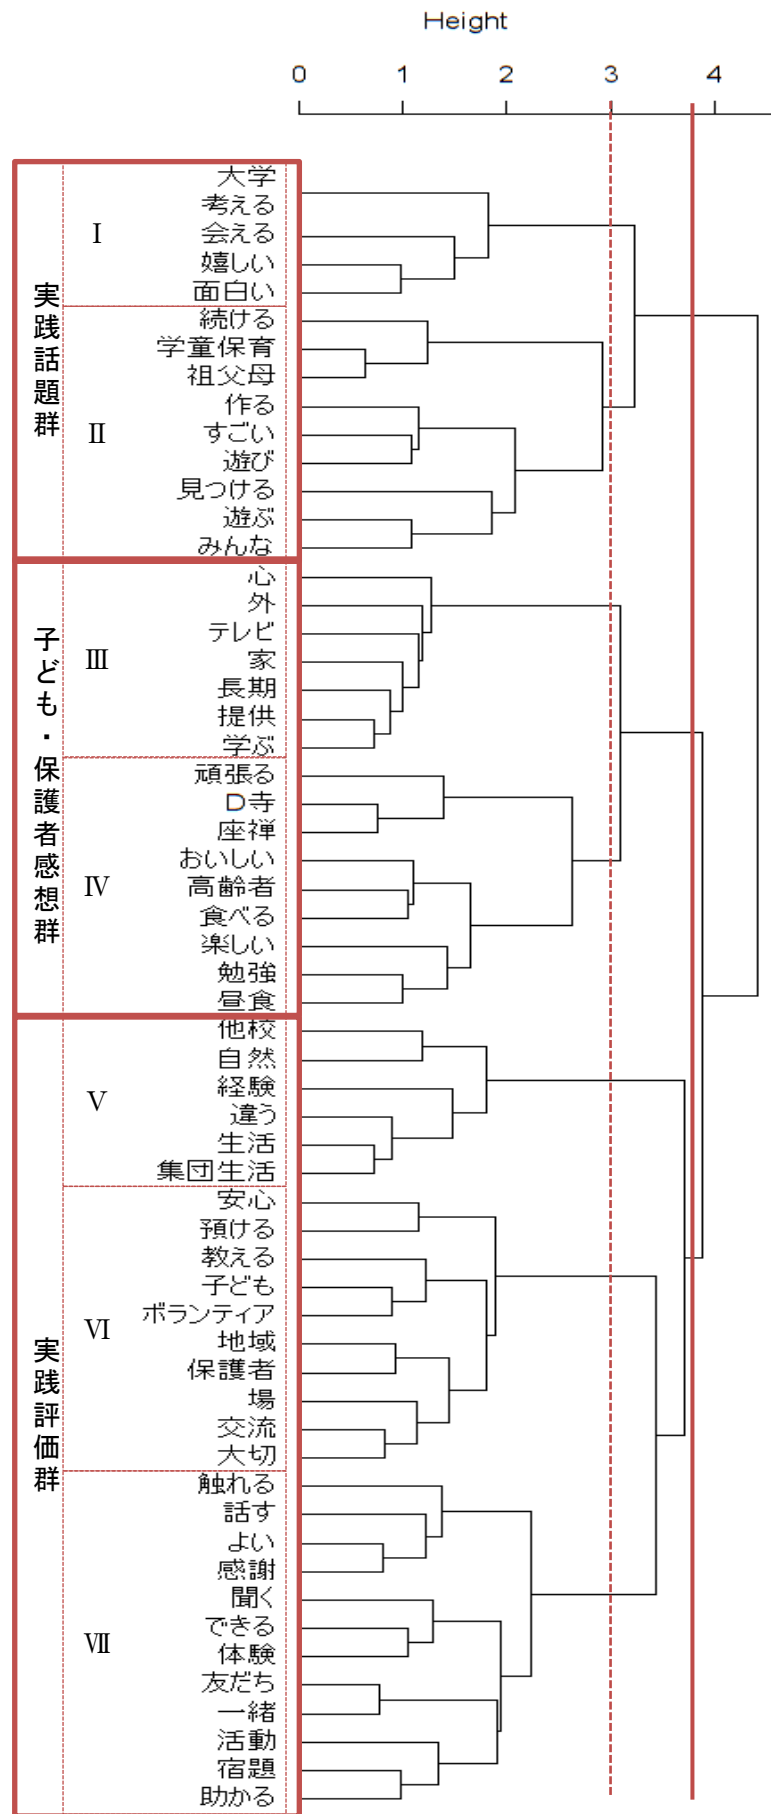 Height
0 1 2 3 4
実践話題群
Ⅰ
大学
考える
会える
嬉しい
面白い
Ⅱ
続ける
学童保育
祖父母
作る
すごい
遊び
見つける
遊ぶ
みんな
子ども・保護者感想群
Ⅲ
心
外
テレビ
家
長期
提供
学ぶ
Ⅳ
頑張る
D寺
座禅
おいしい
高齢者
食べる
楽しい
勉強
昼食
実践評価群
Ⅴ
他校
自然
経験
違う
生活
集団生活
Ⅵ
安心
預ける
教える
子ども
ボランティア
地域
保護者
場
交流
大切
Ⅶ
触れる
話す
よい
感謝
聞く
できる
体験
友だち
一緒
活動
宿題
助かる